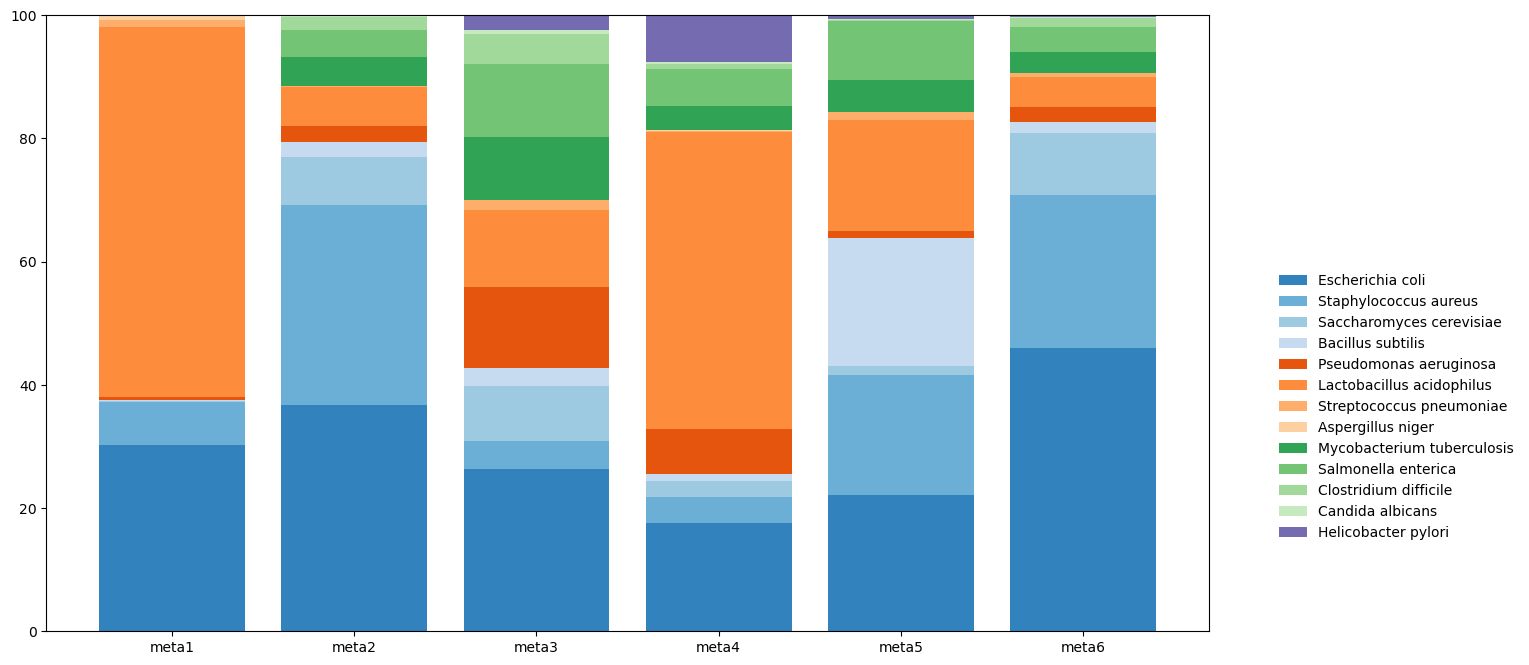 100
80
60
40
20
0
meta1 meta2 meta3 meta4 meta5 meta6
Escherichia coli
Staphylococcus aureus
Saccharomyces cerevisiae
Bacillus subtilis
Pseudomonas aeruginosa
Lactobacillus acidophilus
Streptococcus pneumoniae
Aspergillus niger
Mycobacterium tuberculosis
Salmonella enterica
Clostridium difficile
Candida albicans
Helicobacter pylori